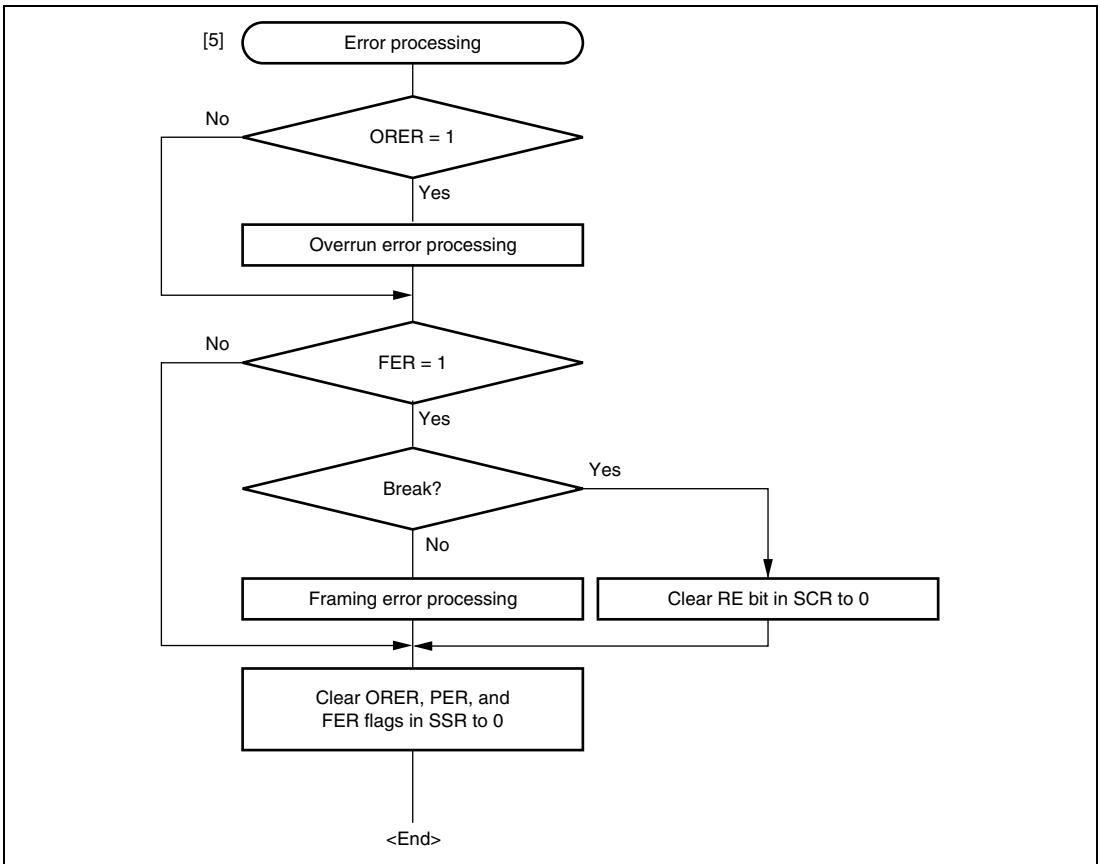 [5]
Error processing
No
ORER = 1
Yes
Overrun error processing
No
FER = 1
Yes
Break?
Yes
No
Framing error processing
Clear RE bit in SCR to 0
Clear ORER, PER, and
FER flags in SSR to 0
<End>